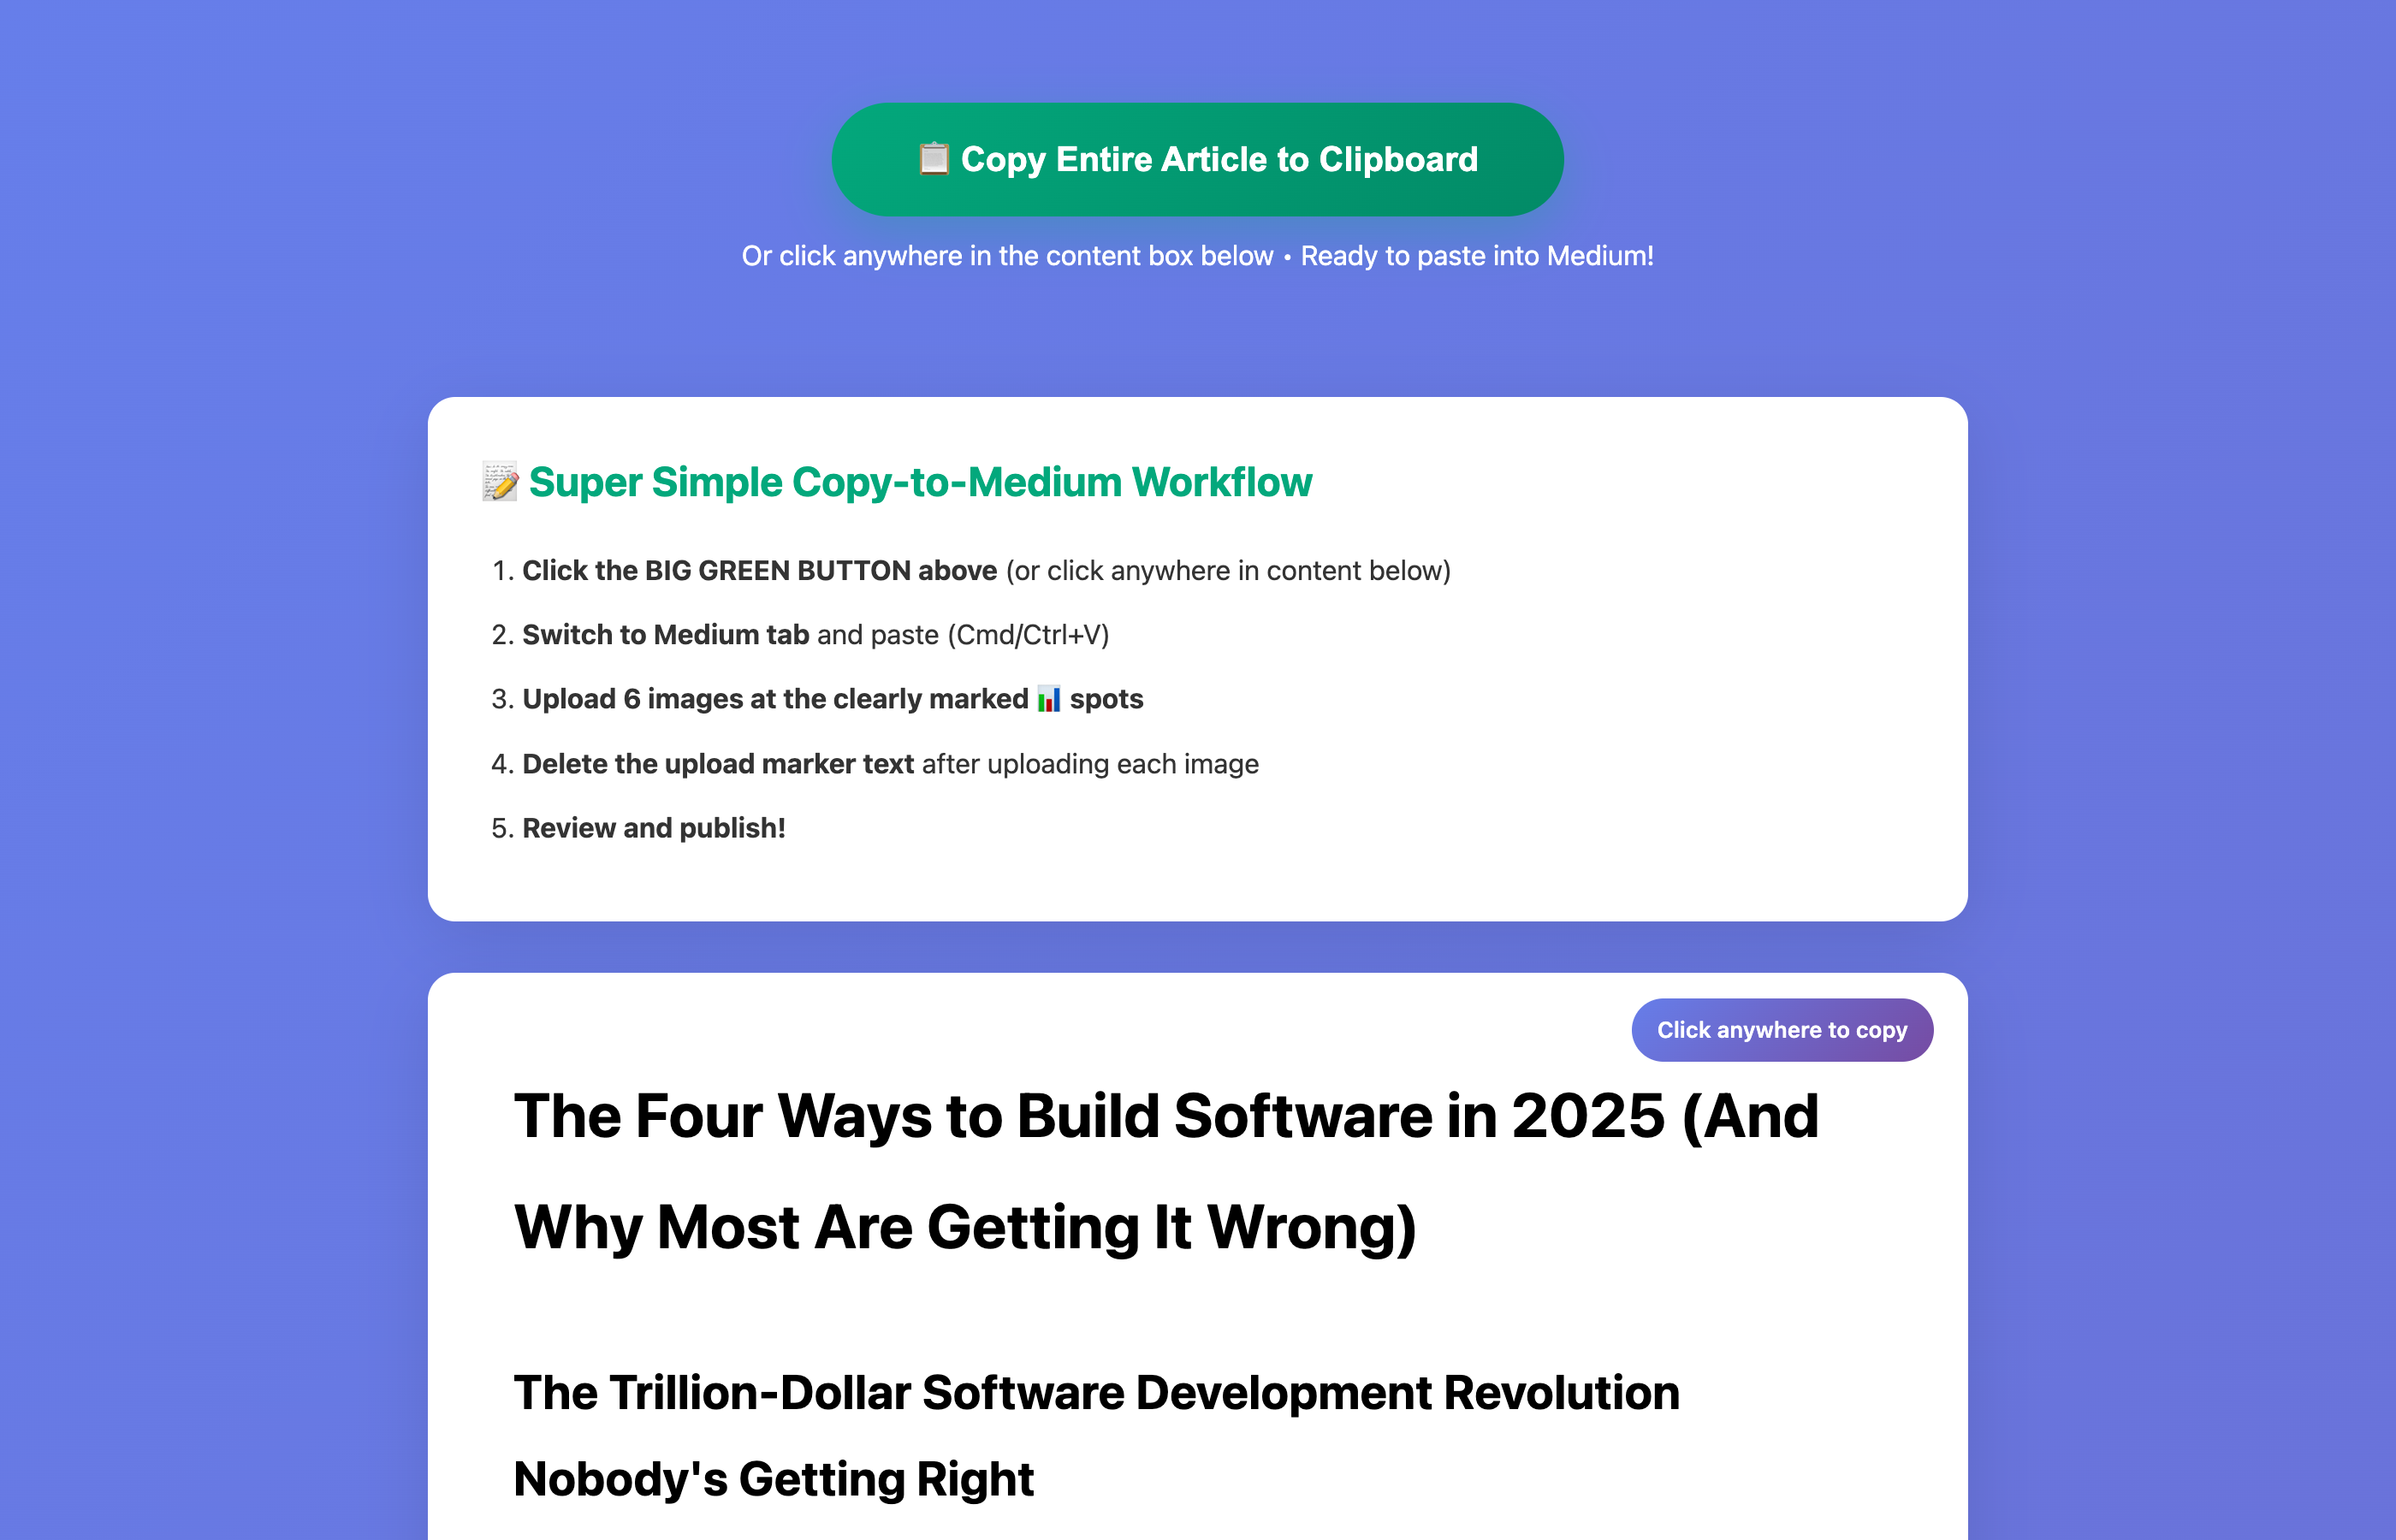 📋 Copy Entire Article to Clipboard
Or click anywhere in the content box below • Ready to paste into Medium!
📝 Super Simple Copy-to-Medium Workflow
1. Click the BIG GREEN BUTTON above (or click anywhere in content below)
2. Switch to Medium tab and paste (Cmd/Ctrl+V)
3. Upload 6 images at the clearly marked 📊 spots
4. Delete the upload marker text after uploading each image
5. Review and publish!
Click anywhere to copy
The Four Ways to Build Software in 2025 (And
Why Most Are Getting It Wrong)
The Trillion-Dollar Software Development Revolution
Nobody's Getting Right